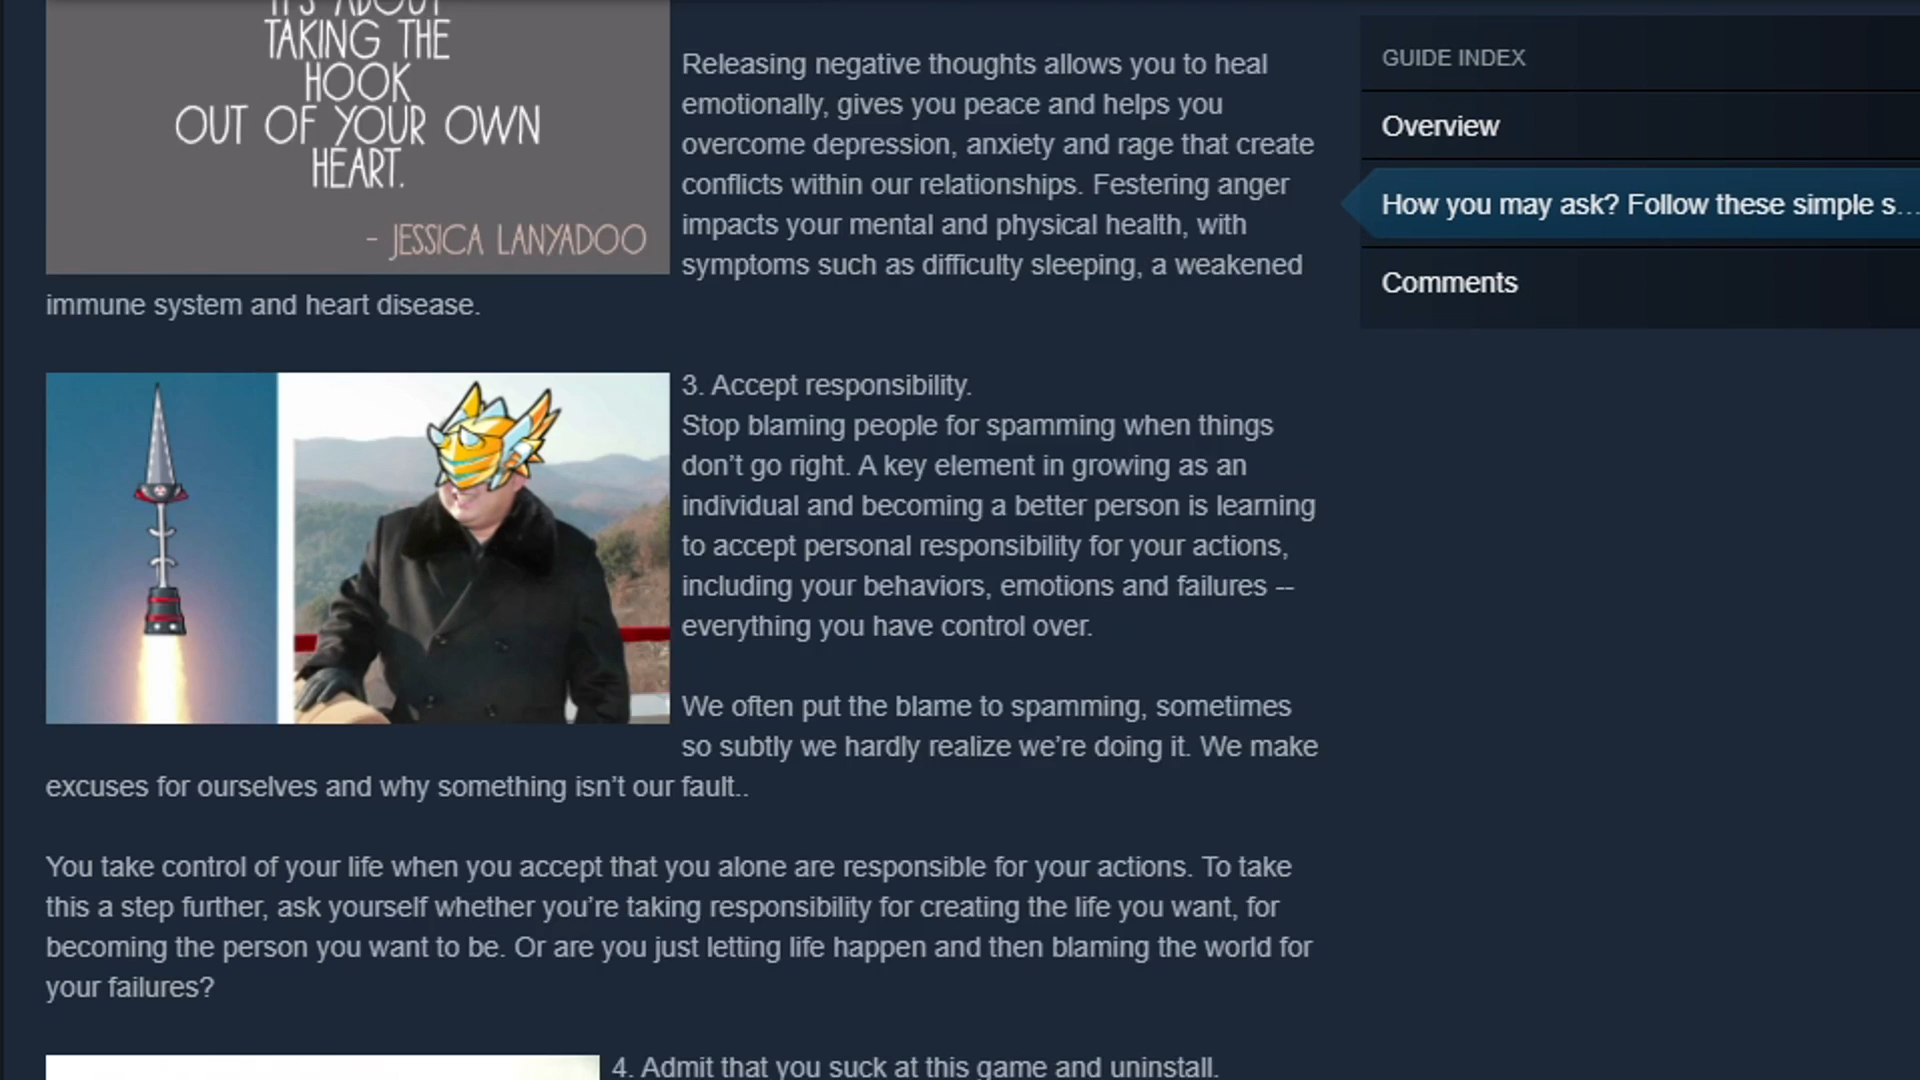 IT'S ABOUT
TAKING THE
HOOK
OUT OF YOUR OWN
HEART.
- JESSICA LANYADOO
Releasing negative thoughts allows you to heal
emotionally, gives you peace and helps you
overcome depression, anxiety and rage that create
conflicts within our relationships. Festering anger
impacts your mental and physical health, with
symptoms such as difficulty sleeping, a weakened
immune system and heart disease.
3. Accept responsibility.
Stop blaming people for spamming when things
don’t go right. A key element in growing as an
individual and becoming a better person is learning
to accept personal responsibility for your actions,
including your behaviors, emotions and failures --
everything you have control over.
We often put the blame to spamming, sometimes
so subtly we hardly realize we’re doing it. We make
excuses for ourselves and why something isn’t our fault..
You take control of your life when you accept that you alone are responsible for your actions. To take
this a step further, ask yourself whether you’re taking responsibility for creating the life you want, for
becoming the person you want to be. Or are you just letting life happen and then blaming the world for
your failures?
4. Admit that you suck at this game and uninstall.
GUIDE INDEX
Overview
How you may ask? Follow these simple s...
Comments